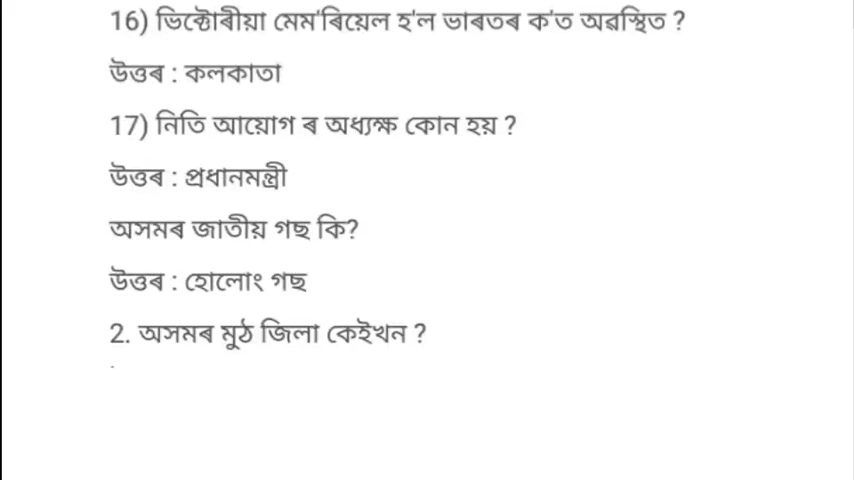 16) ভিক্টোৰীয়া মেম'ৰিয়েল হ'ল ভাৰতৰ ক'ত অৱস্থিত ?
উত্তৰ : কলকাতা
17) নিতি আয়োগ ৰ অধ্যক্ষ কোন হয় ?
উত্তৰ : প্ৰধানমন্ত্ৰী
অসমৰ জাতীয় গছ কি?
উত্তৰ : হোলোং গছ
2. অসমৰ মুঠ জিলা কেইখন ?